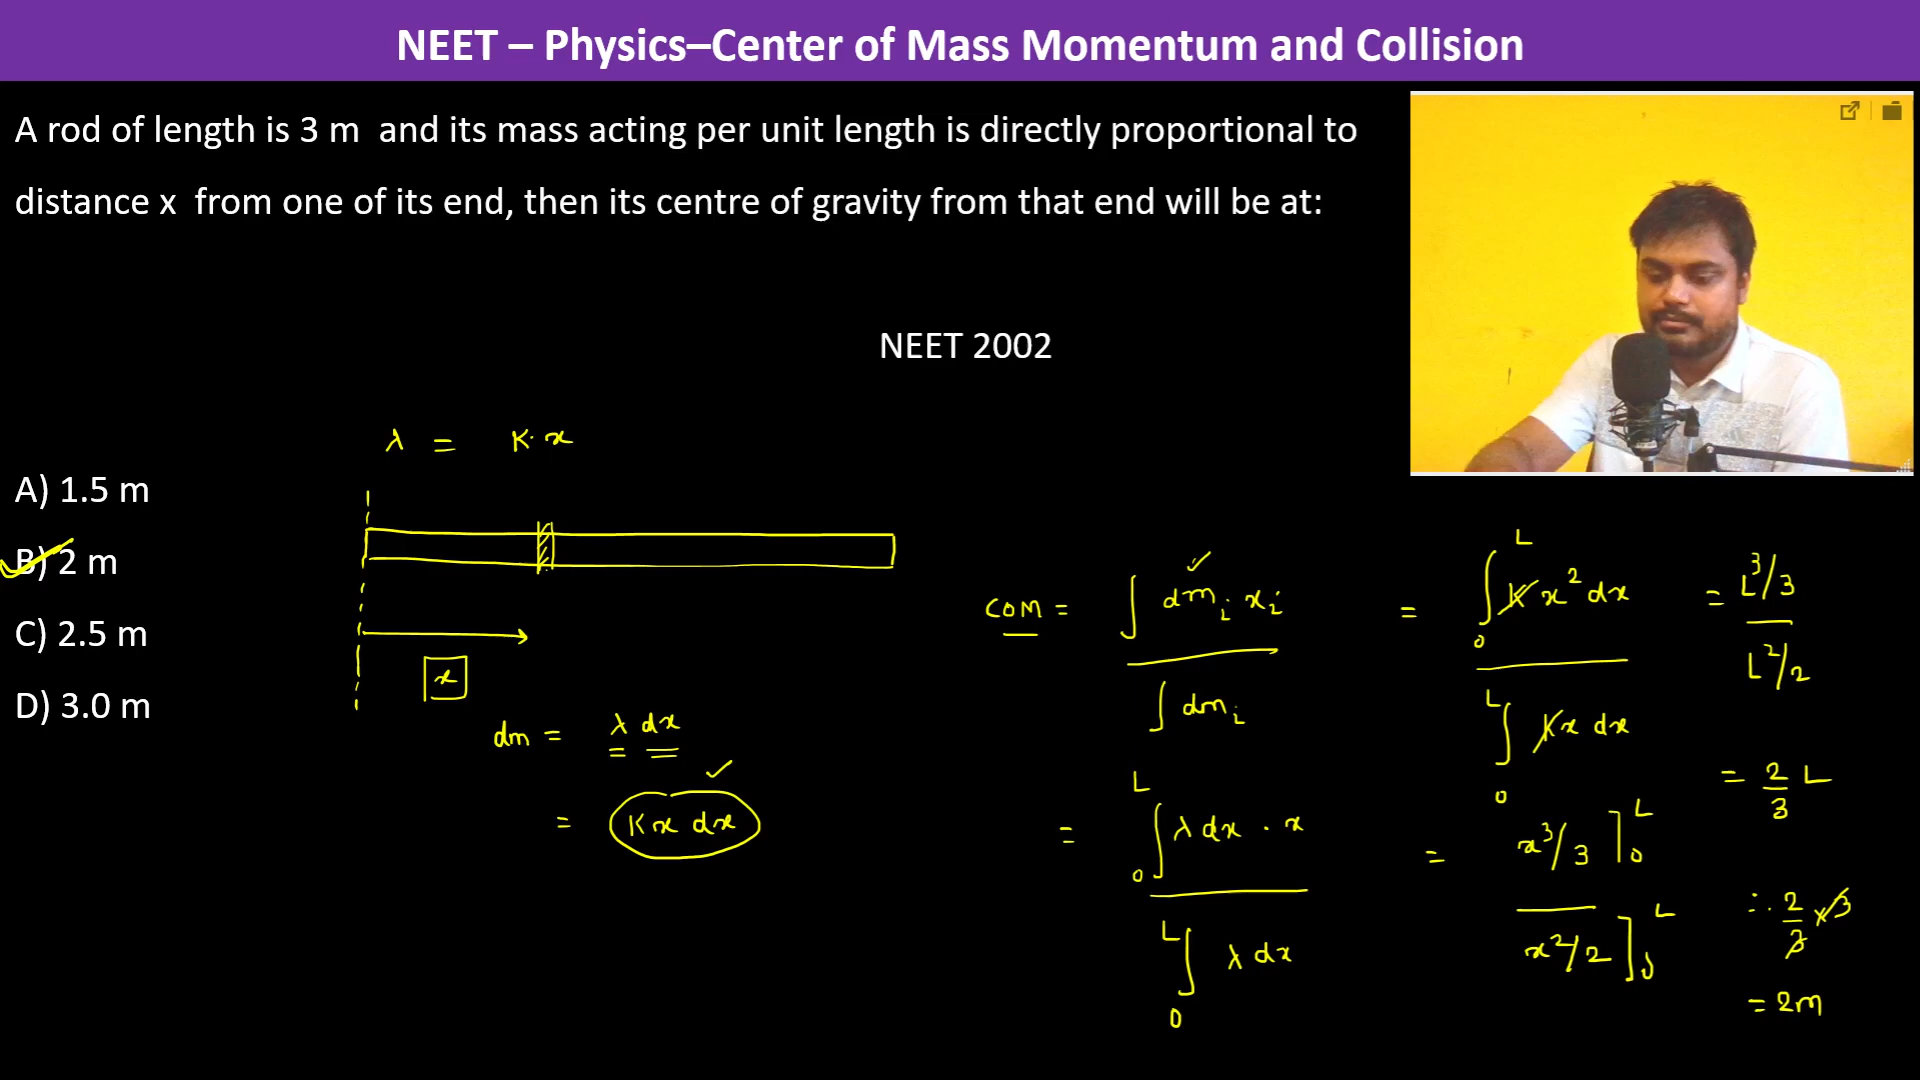 NEET – Physics–Center of Mass Momentum and Collision
A rod of length is 3 m and its mass acting per unit length is directly proportional to
distance x from one of its end, then its centre of gravity from that end will be at:
NEET 2002
λ = K·x
A) 1.5 m
B) 2 m
C) 2.5 m
D) 3.0 m
x
dm = λ dx
= Kx dx
COM = ∫ dmᵢ xᵢ / ∫ dmᵢ
= ∫₀ᴸ λ dx · x / ∫₀ᴸ λ dx
= ∫₀ᴸ K x² dx / ∫₀ᴸ Kx dx
= x³/3 ]₀ᴸ / x²/2 ]₀ᴸ
= L³/3 / L²/2
= 2/3 L
∴ 2/3 × 3
= 2m